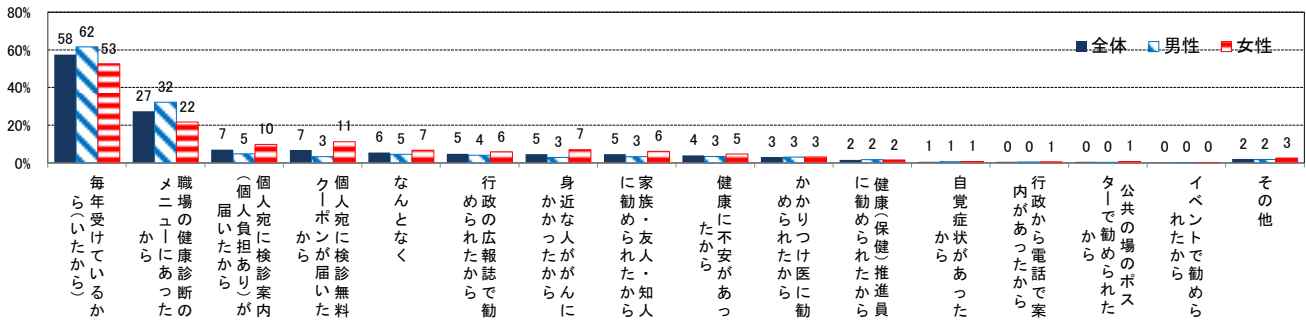 80%
60%
40%
20%
0%
全体 男性 女性
58 62 53
27 32 22
7 5 10
7 3 11
6 5 7
5 4 6
5 3 7
5 3 6
4 3 5
3 3 3
2 2 2
1 1 1
0 0 1
0 0 1
0 0 0
2 2 3
毎年受けているか
ら(いたから)
職場の健康診断の
メニューにあった
から
個人宛に検診案内
(個人負担あり)が
届いたから
個人宛に検診無料
クーポンが届いた
から
なんとなく
行政の広報誌で勧
められたから
身近な人ががんに
かかったから
家族・友人・知人
に勧められたから
健康に不安があっ
たから
かかりつけ医に勧
められたから
健康(保健)推進員
に勧められたから
自覚症状があった
から
行政から電話で案
内があったから
公共の場のポス
ターで勧められた
から
イベントで勧めら
れたから
その他